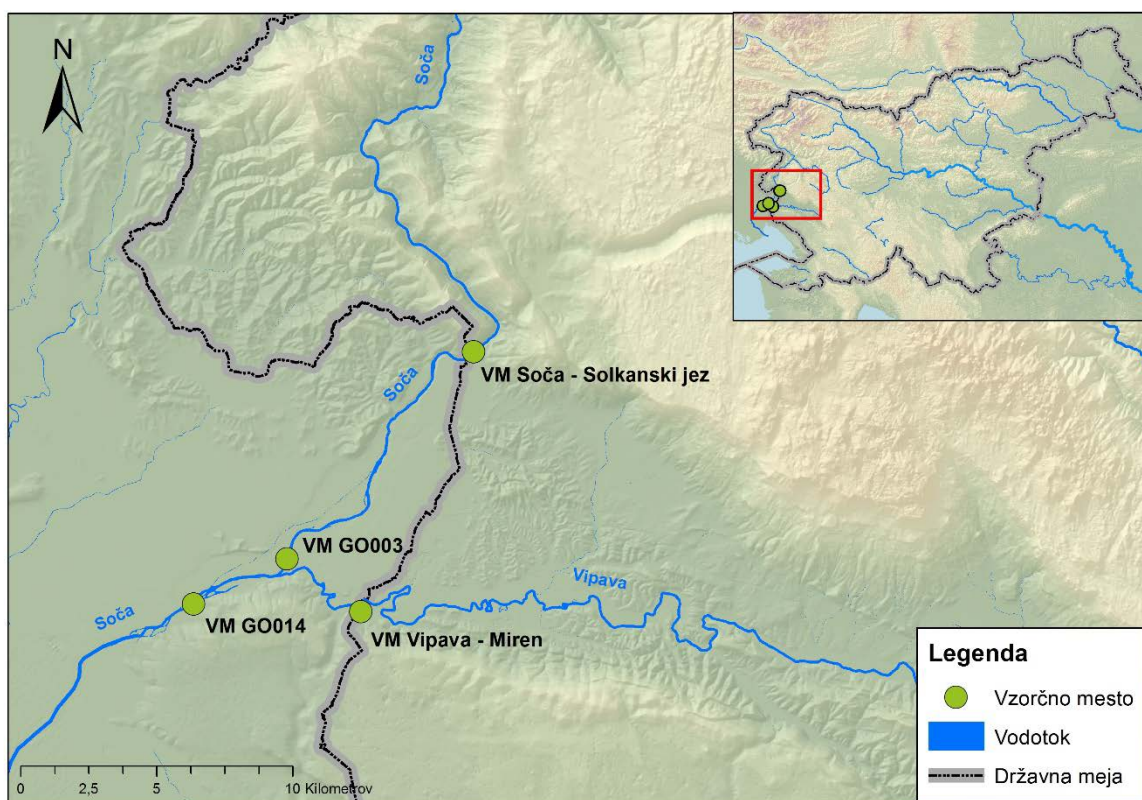 N
Soča
Soča
VM Soča - Solkanski jez
VM GO003
Soča
VM GO014
Vipava
VM Vipava - Miren
0 2,5 5 10 Kilometrov
Legenda
Vzorčno mesto
Vodotok
Državna meja